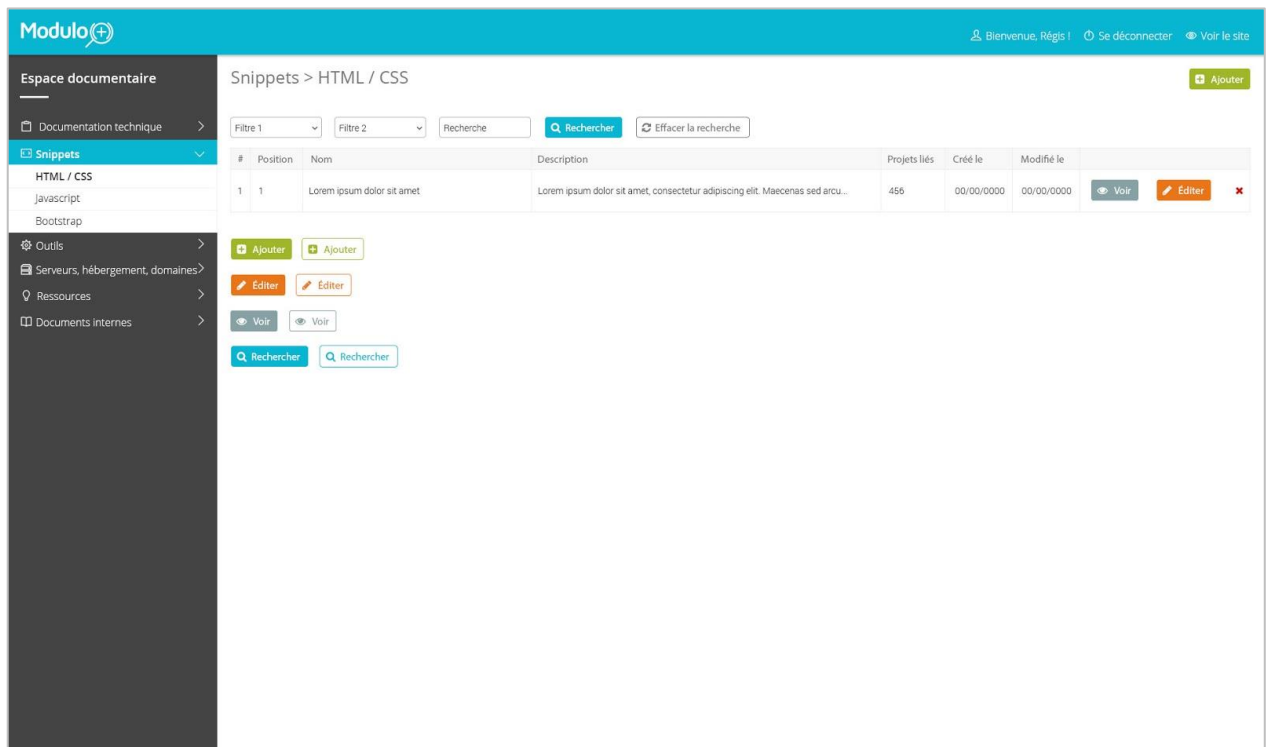 Modulo
Bienvenue, Régis ! Se déconnecter Voir le site
Espace documentaire
Documentation technique
Snippets
HTML / CSS
Javascript
Bootstrap
Outils
Serveurs, hébergement, domaines
Ressources
Documents internes
Snippets > HTML / CSS
Ajouter
Filtre 1 Filtre 2 Recherche Rechercher Effacer la recherche
# Position Nom Description Projets liés Créé le Modifié le
1 1 Lorem ipsum dolor sit amet Lorem ipsum dolor sit amet, consectetur adipiscing elit. Maecenas sed arcu... 456 00/00/0000 00/00/0000 Voir Éditer
Ajouter Ajouter
Éditer Éditer
Voir Voir
Rechercher Rechercher